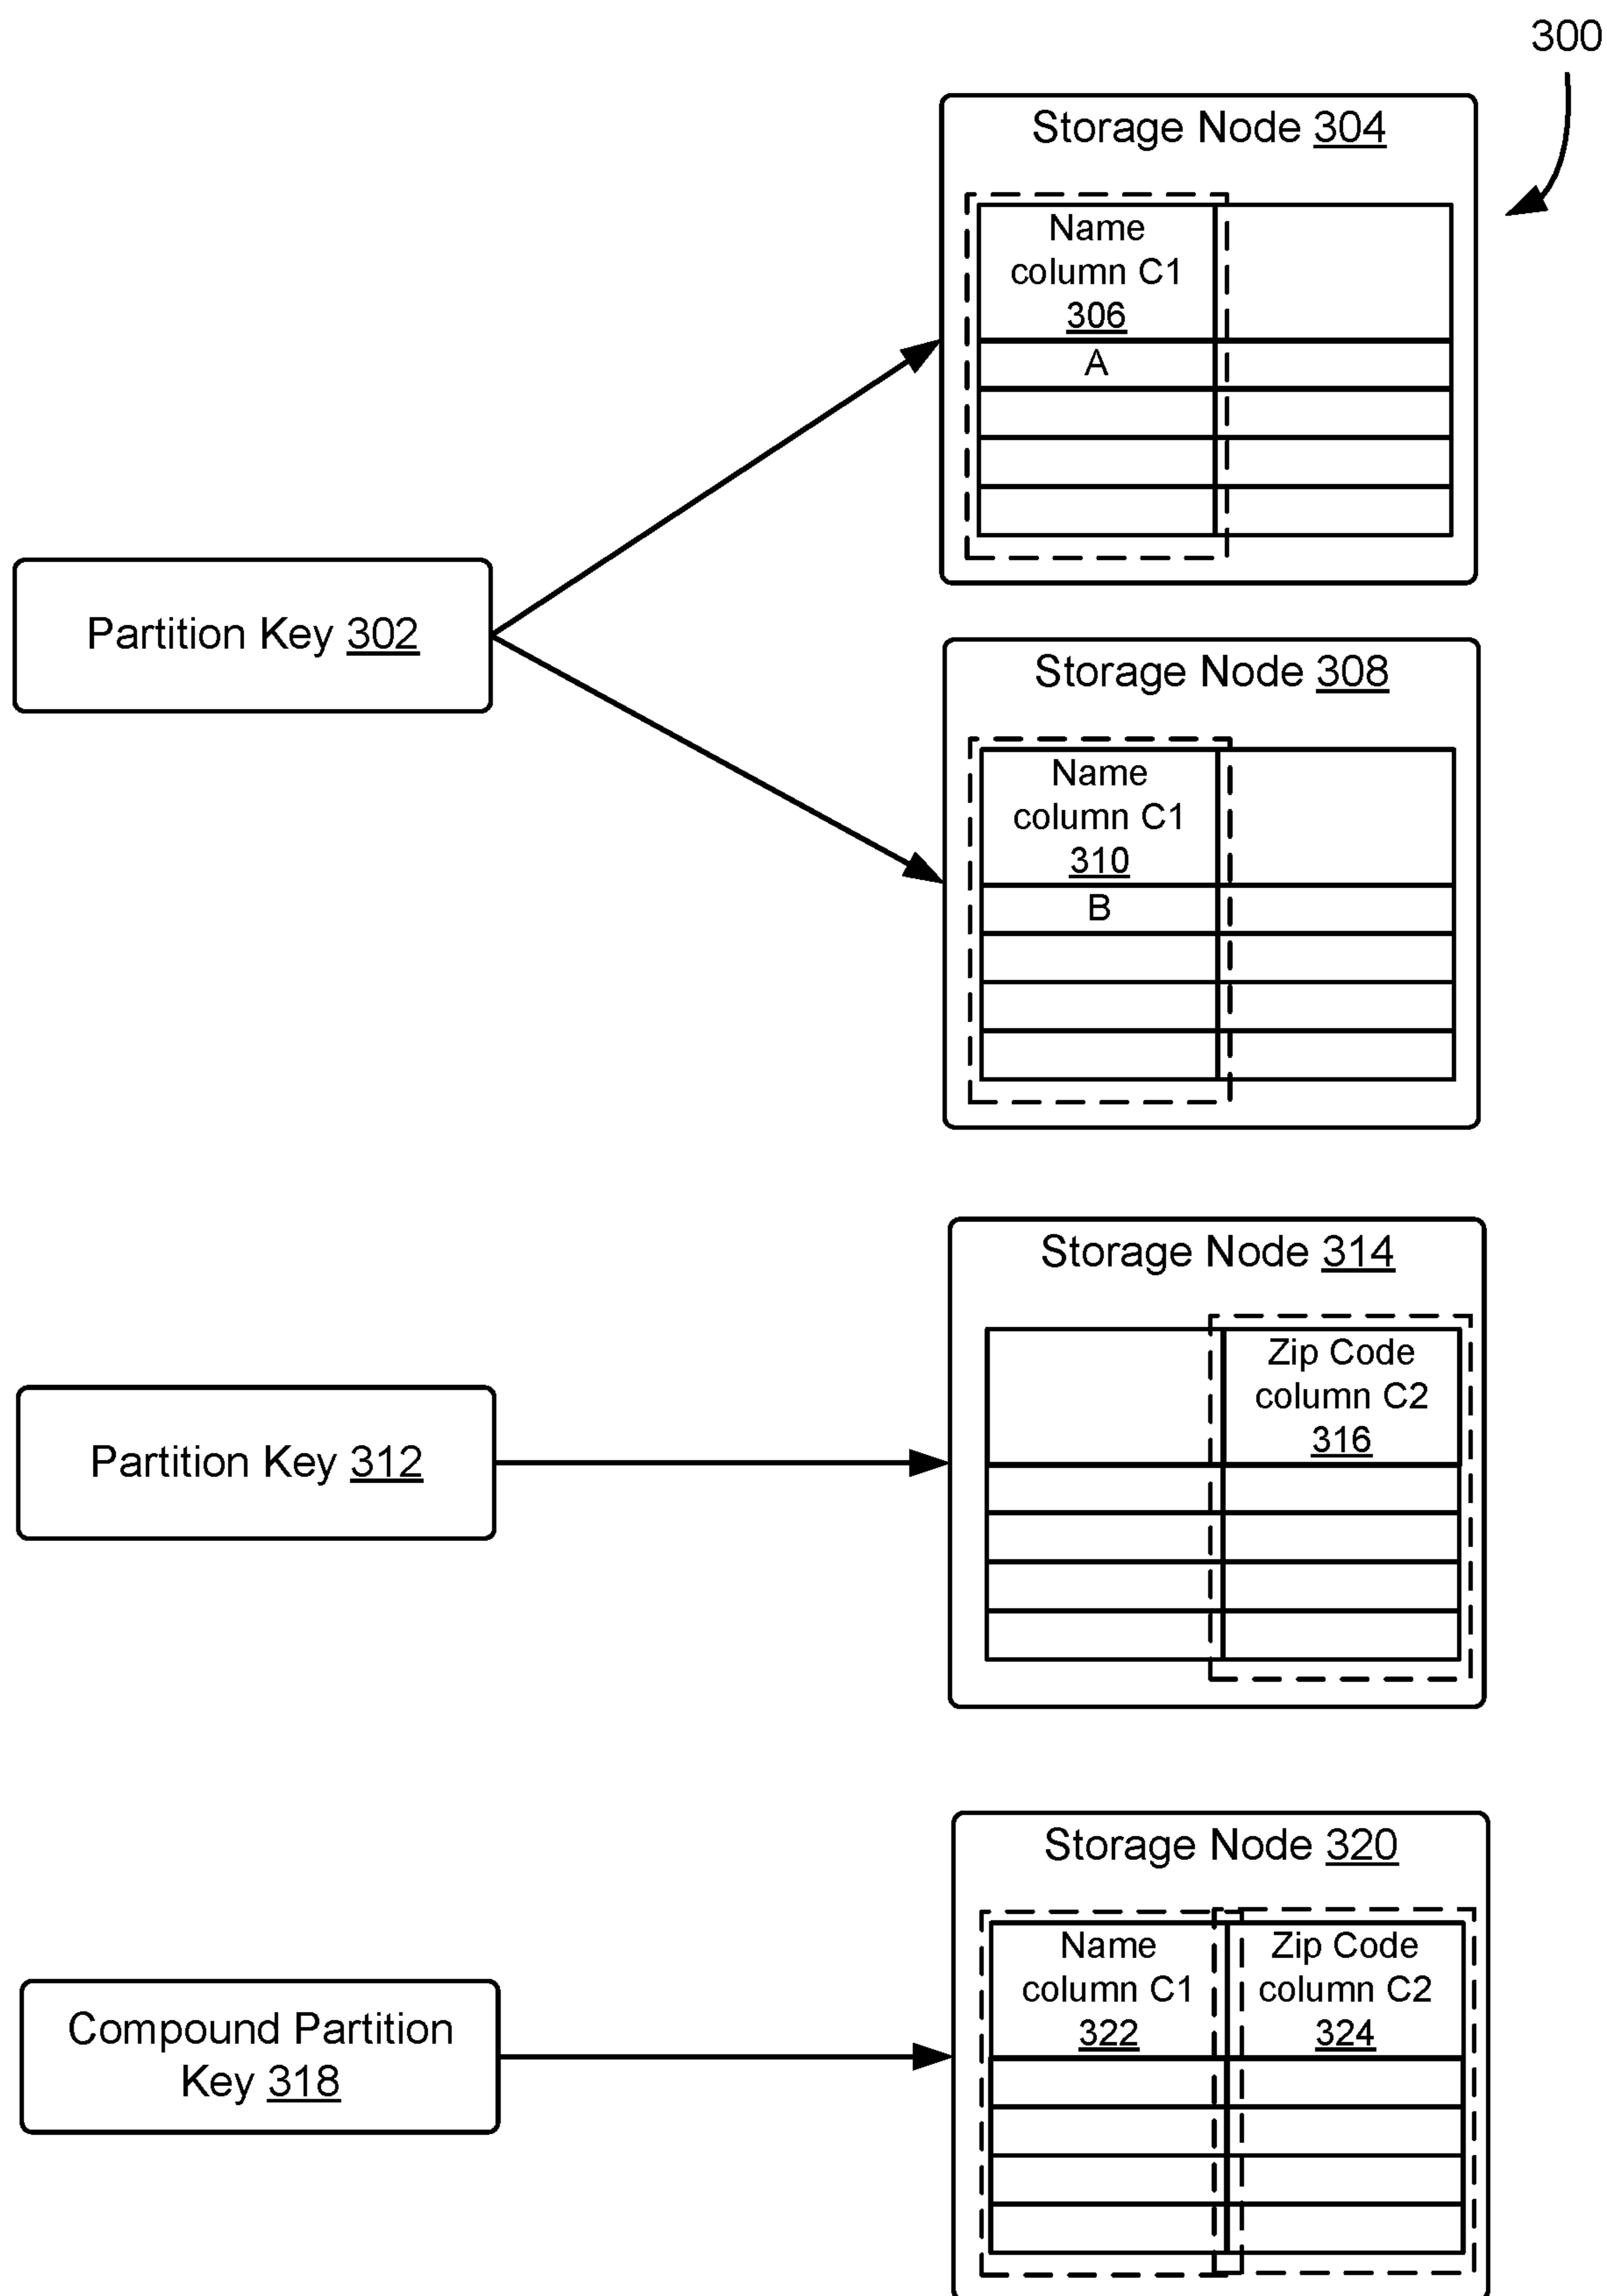 300
Storage Node 304
Name
column C1
306
A
Partition Key 302
Storage Node 308
Name
column C1
310
B
Storage Node 314
Zip Code
column C2
316
Partition Key 312
Storage Node 320
Name
column C1
322
Zip Code
column C2
324
Compound Partition
Key 318